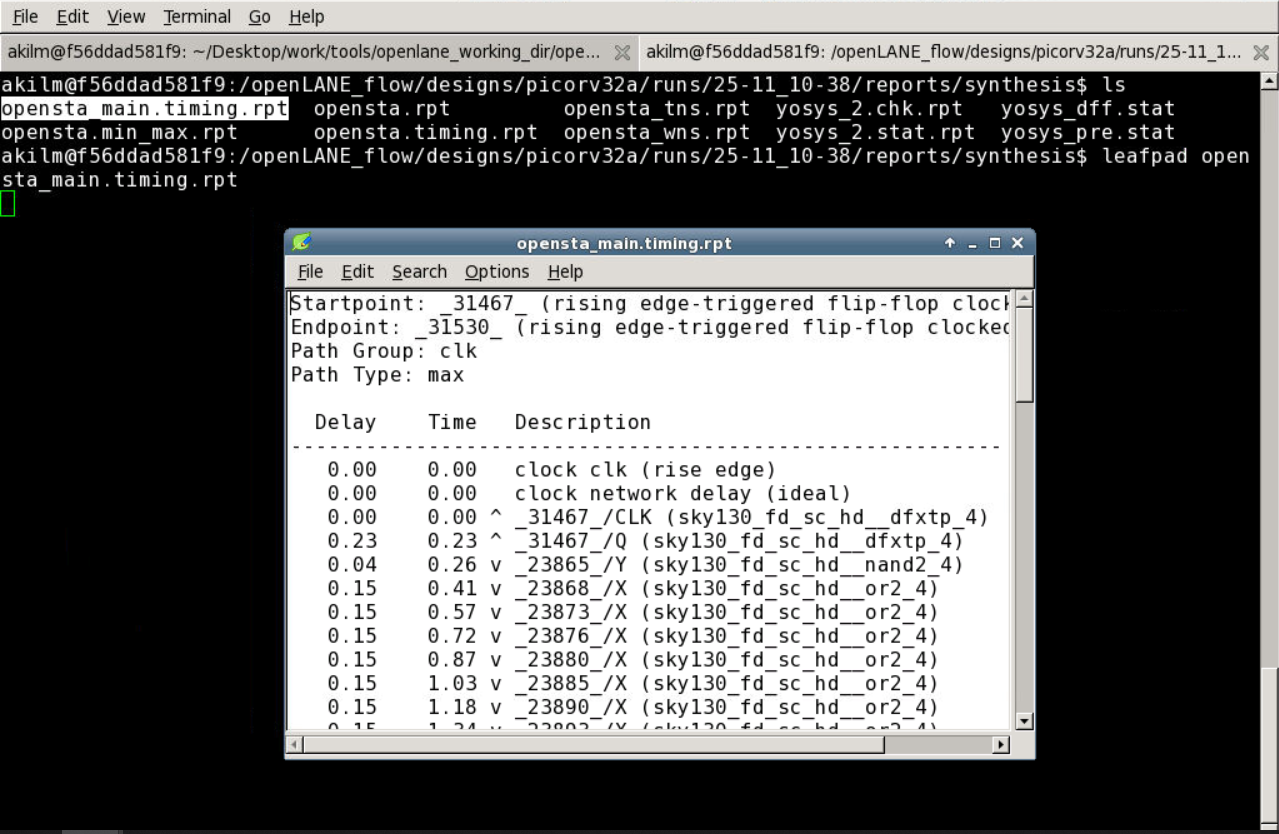 File Edit View Terminal Go Help
akilm@f56ddad581f9: ~/Desktop/work/tools/openlane_working_dir/ope... akilm@f56ddad581f9: /openLANE_flow/designs/picorv32a/runs/25-11_1...
akilm@f56ddad581f9:/openLANE_flow/designs/picorv32a/runs/25-11_10-38/reports/synthesis$ ls
opensta_main.timing.rpt opensta.rpt opensta_tns.rpt yosys_2.chk.rpt yosys_dff.stat
opensta.min_max.rpt opensta.timing.rpt opensta_wns.rpt yosys_2.stat.rpt yosys_pre.stat
akilm@f56ddad581f9:/openLANE_flow/designs/picorv32a/runs/25-11_10-38/reports/synthesis$ leafpad open
sta_main.timing.rpt
opensta_main.timing.rpt
File Edit Search Options Help
Startpoint: _31467_ (rising edge-triggered flip-flop clock
Endpoint: _31530_ (rising edge-triggered flip-flop clocked
Path Group: clk
Path Type: max
Delay Time Description
-----------------------------------------------------------
0.00 0.00 clock clk (rise edge)
0.00 0.00 clock network delay (ideal)
0.00 0.00 ^ _31467_/CLK (sky130_fd_sc_hd__dfxtp_4)
0.23 0.23 ^ _31467_/Q (sky130_fd_sc_hd__dfxtp_4)
0.04 0.26 v _23865_/Y (sky130_fd_sc_hd__nand2_4)
0.15 0.41 v _23868_/X (sky130_fd_sc_hd__or2_4)
0.15 0.57 v _23873_/X (sky130_fd_sc_hd__or2_4)
0.15 0.72 v _23876_/X (sky130_fd_sc_hd__or2_4)
0.15 0.87 v _23880_/X (sky130_fd_sc_hd__or2_4)
0.15 1.03 v _23885_/X (sky130_fd_sc_hd__or2_4)
0.15 1.18 v _23890_/X (sky130_fd_sc_hd__or2_4)